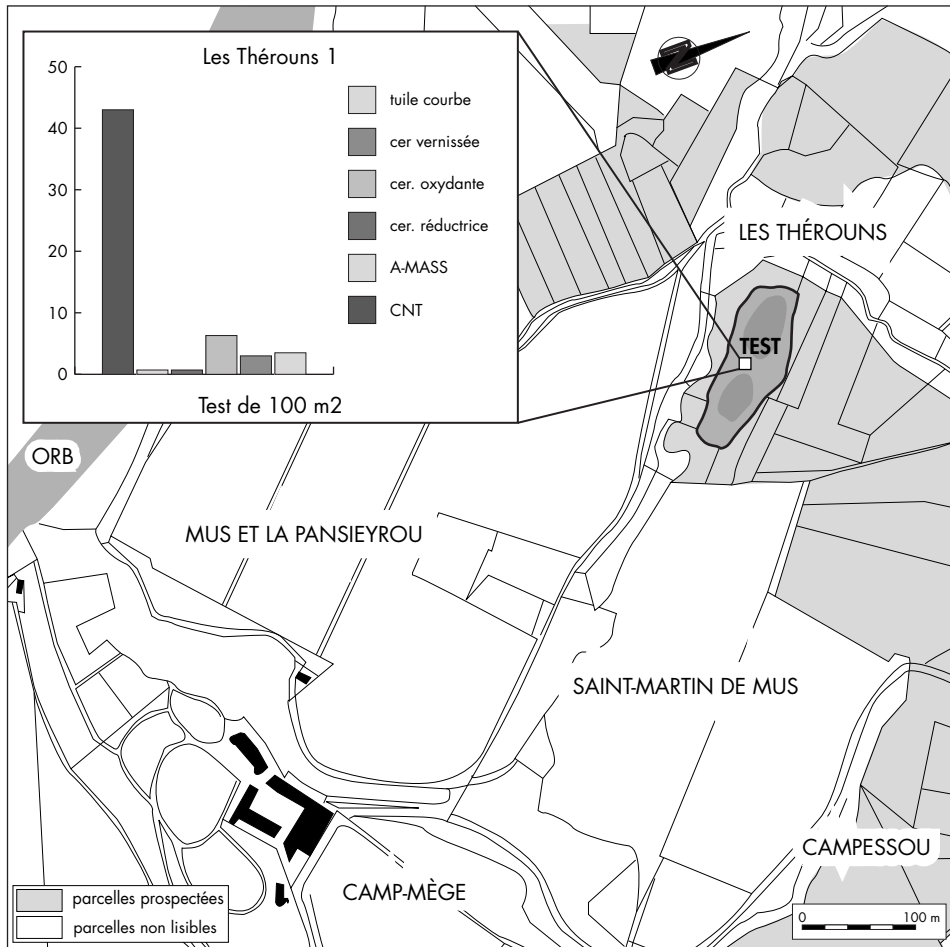 Les Thérouns 1
50
40
30
20
10
0
tuile courbe
cer vernissée
cer. oxydante
cer. réductrice
A-MASS
CNT
Test de 100 m2
LES THÉROUNS
TEST
ORB
MUS ET LA PANSIEYROU
SAINT-MARTIN DE MUS
CAMPESSOU
CAMP-MÈGE
parcelles prospectées
parcelles non lisibles
0 100 m